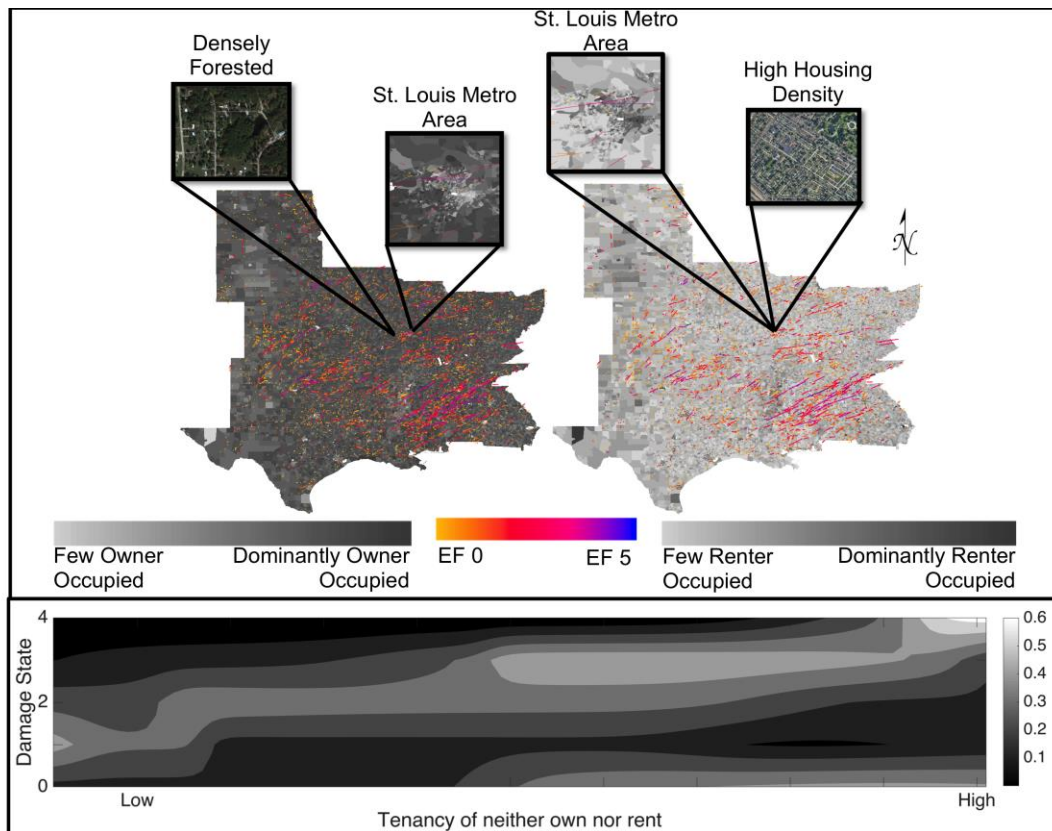 Densely
Forested
St. Louis Metro
Area
St. Louis Metro
Area
High Housing
Density
N
Few Owner
Occupied
Dominantly Owner
Occupied
EF 0
EF 5
Few Renter
Occupied
Dominantly Renter
Occupied
Damage State
4
2
0
0.6
0.5
0.4
0.3
0.2
0.1
Low
High
Tenancy of neither own nor rent